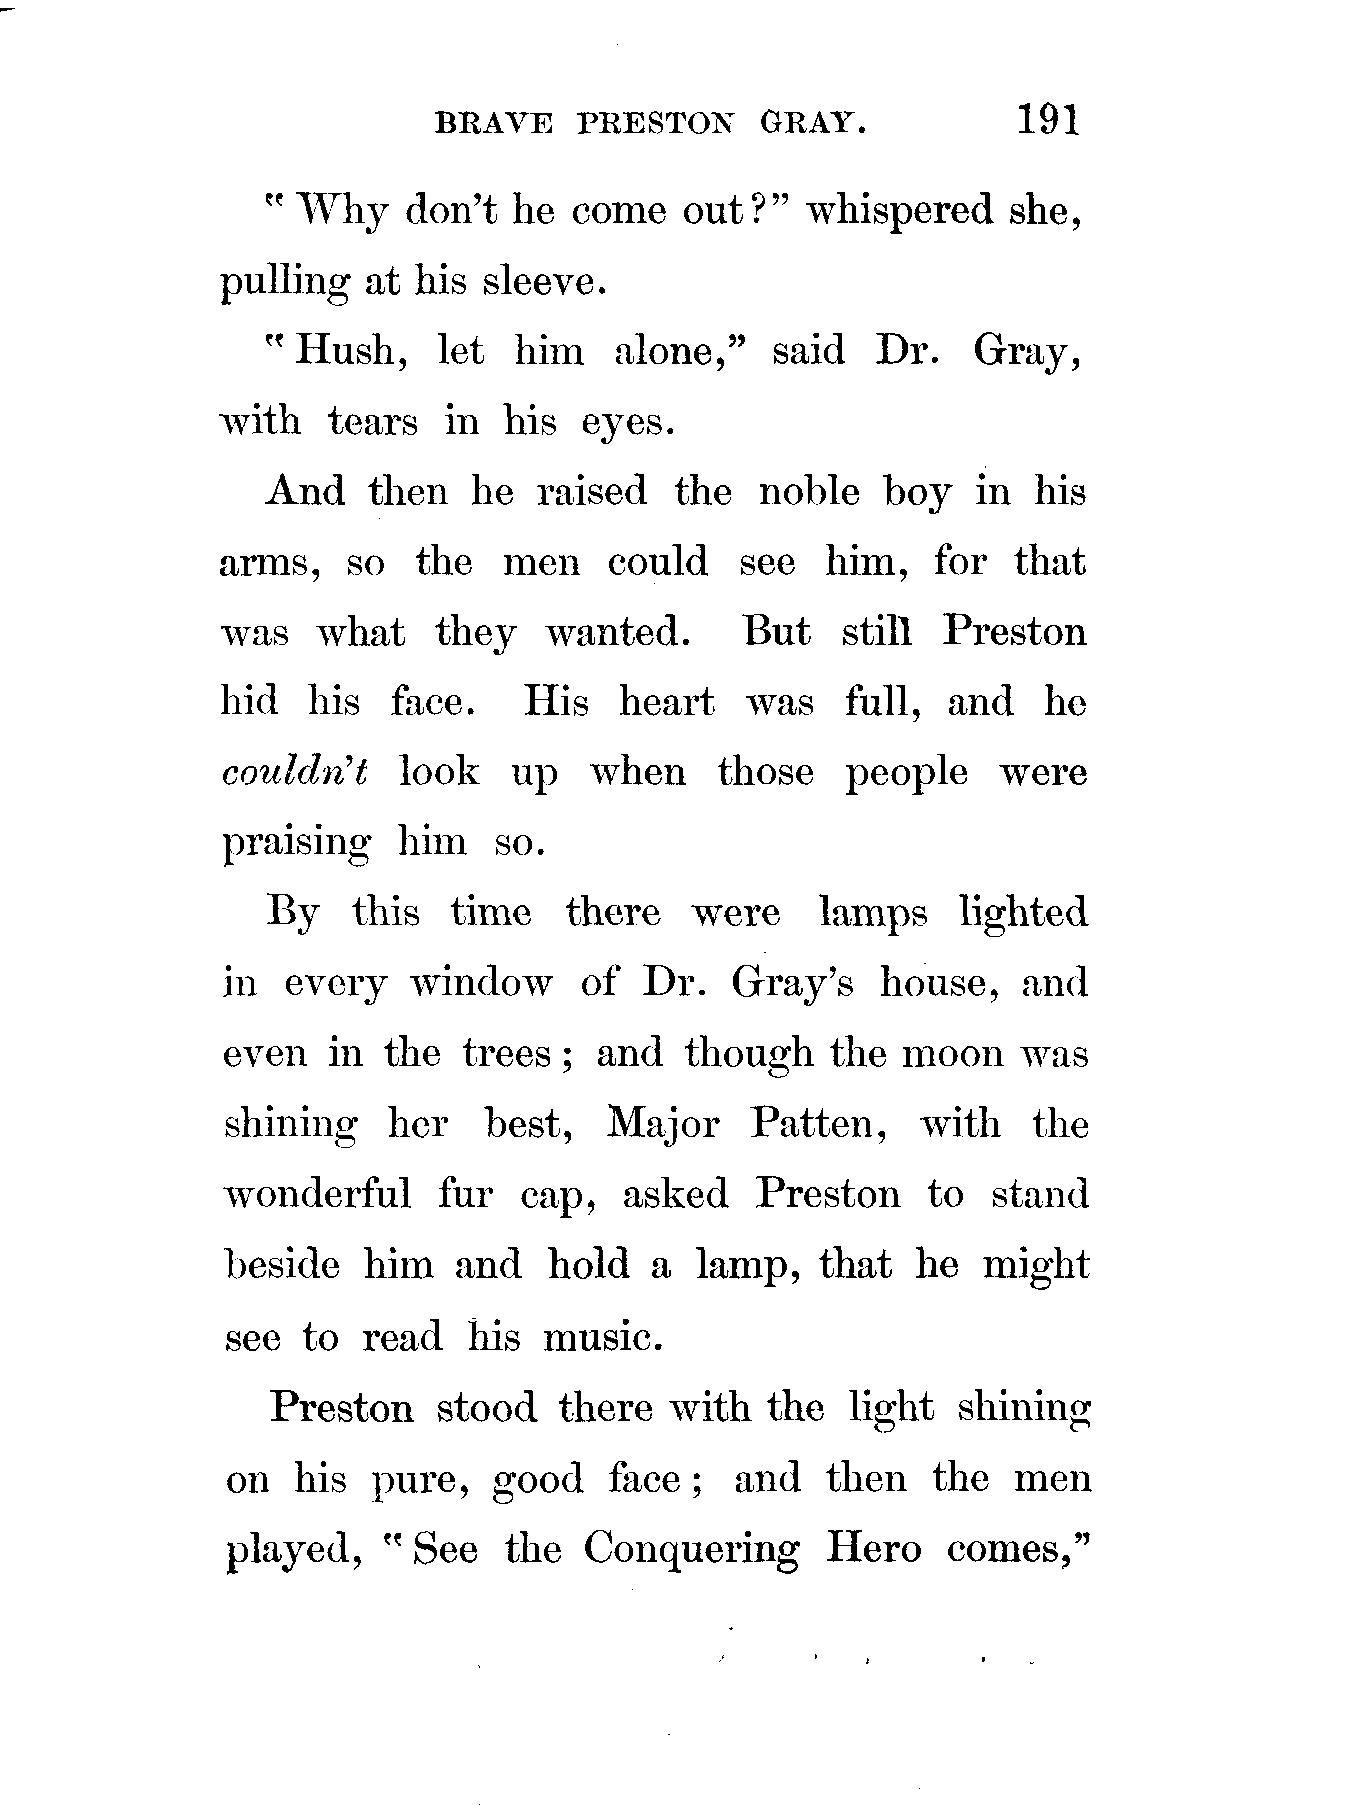 BRAVE PRESTON GRAY. 191
" Why don't he come out?" whispered she,
pulling at his sleeve.
" Hush, let him alone," said Dr. Gray,
with tears in his eyes.
And then he raised the noble boy in his
arms, so the men could see him, for that
was what they wanted. But still Preston
hid his face. His heart was full, and he
couldn't look up when those people were
praising him so.
By this time there were lamps lighted
in every window of Dr. Gray's house, and
even in the trees ; and though the moon was
shining her best, Major Patten, with the
wonderful fur cap, asked Preston to stand
beside him and hold a lamp, that he might
see to read his music.
Preston stood there with the light shining
on his pure, good face ; and then the men
played, " See the Conquering Hero comes,"